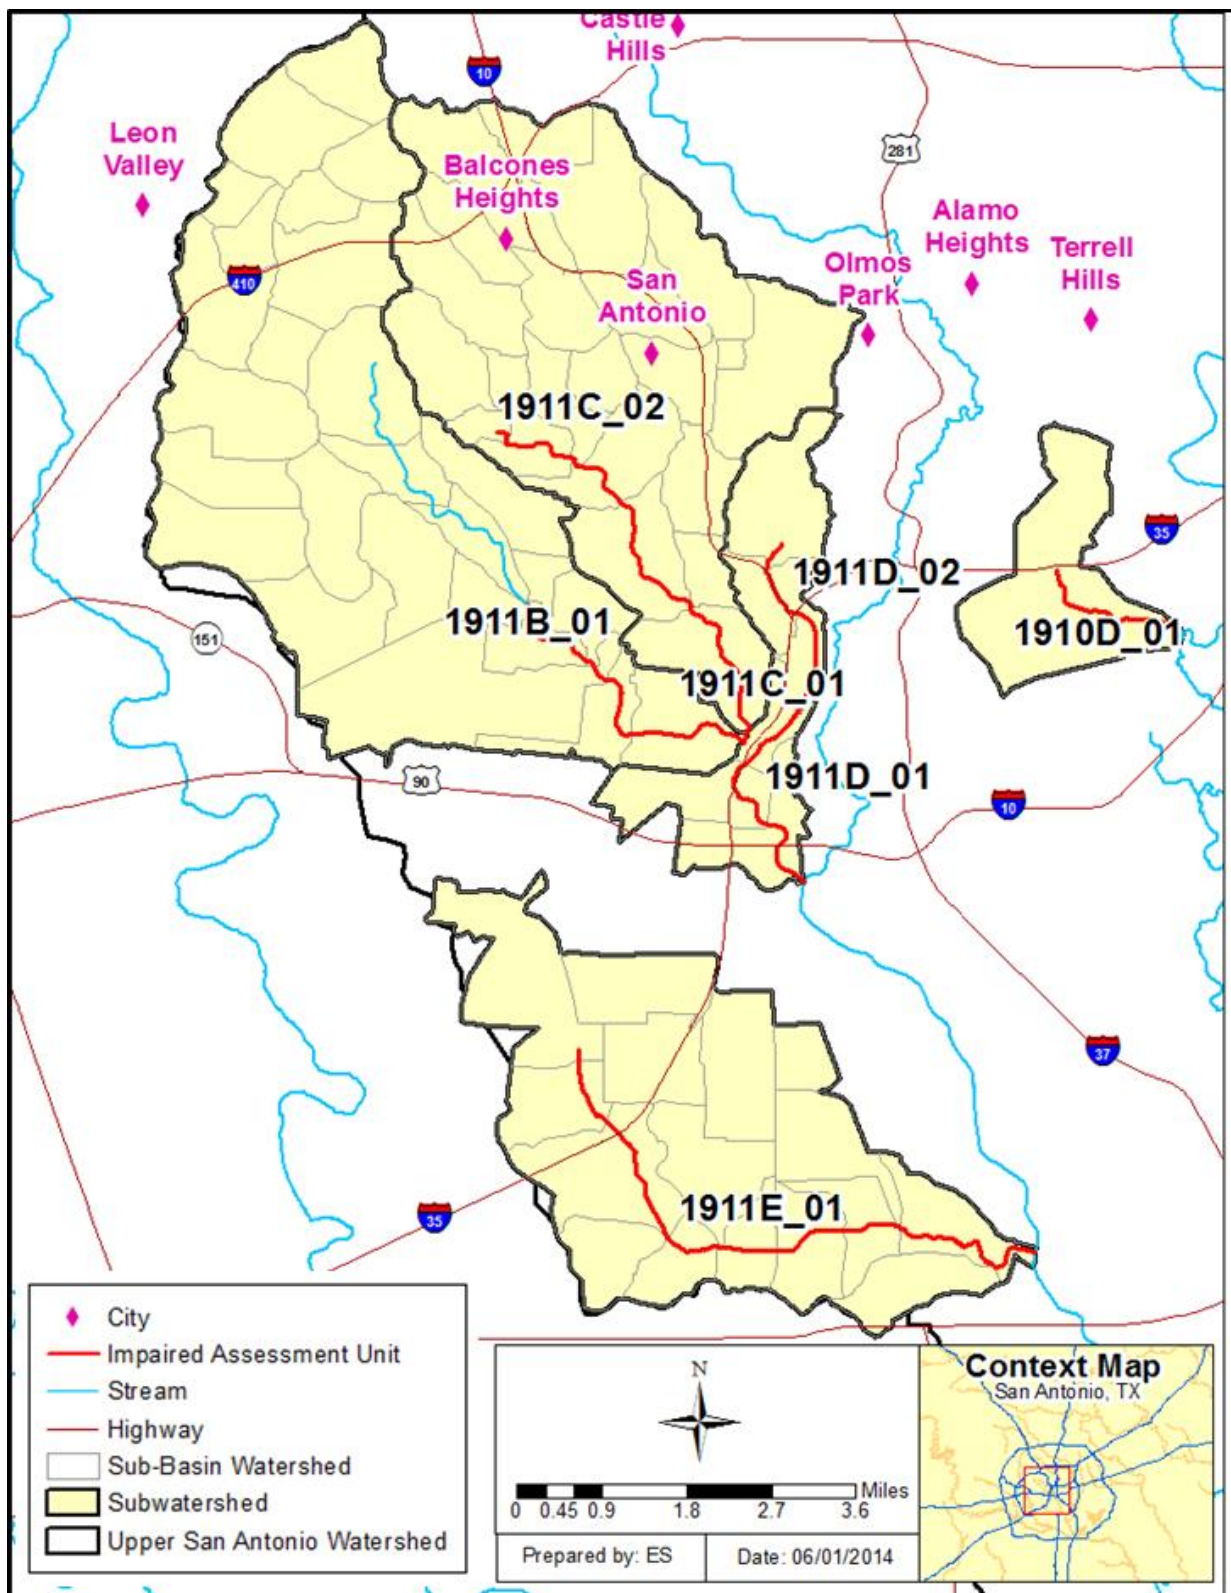 Castle
Hills
10
Leon
Valley
281
Balcones
Heights
Alamo
Heights
Terrell
Hills
Olmos
Park
410
San
Antonio
1911C_02
35
1911D_02
1911B_01
151
1910D_01
1911C_01
1911D_01
90
10
37
1911E_01
35
City
Impaired Assessment Unit
Stream
Highway
Sub-Basin Watershed
Subwatershed
Upper San Antonio Watershed
N
Miles
0 0.45 0.9 1.8 2.7 3.6
Prepared by: ES
Date: 06/01/2014
Context Map
San Antonio, TX